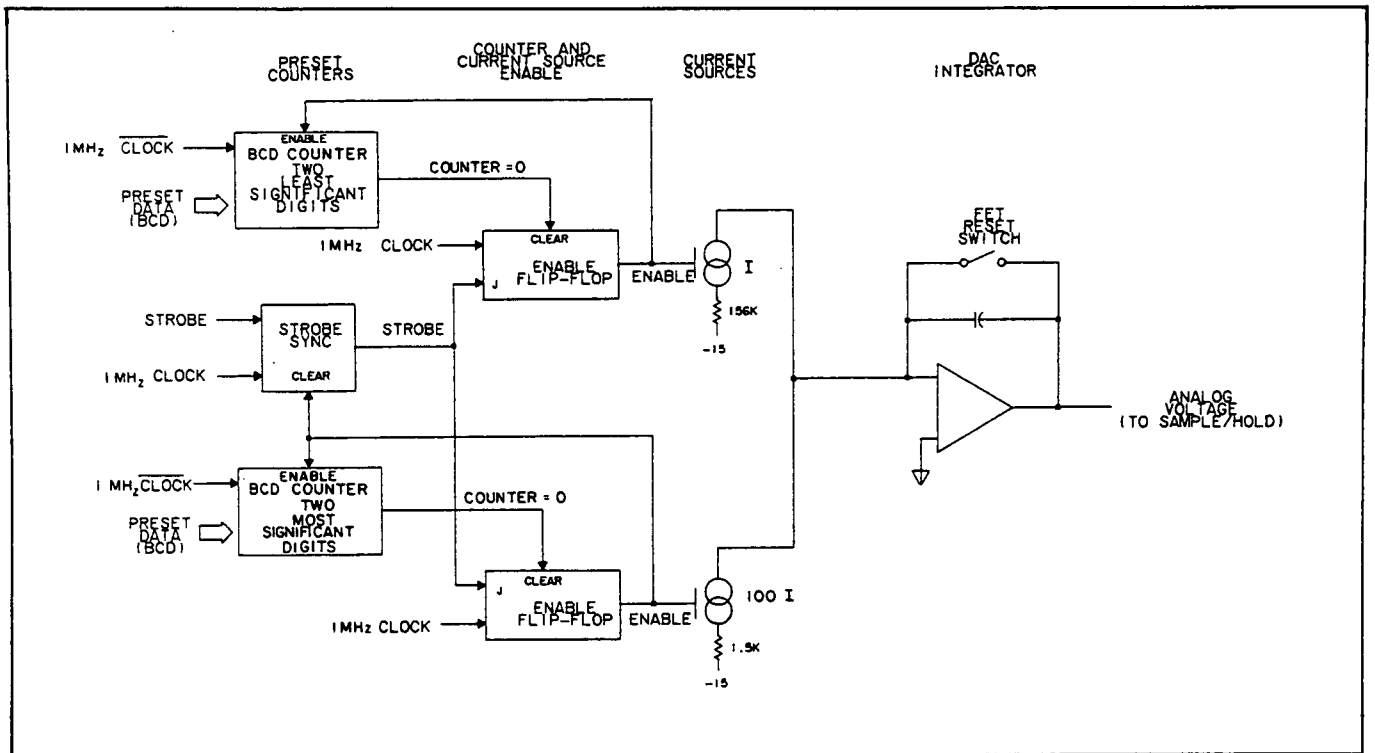 PRESET
COUNTERS
COUNTER AND
CURRENT SOURCE
ENABLE
CURRENT
SOURCES
DAC
INTEGRATOR
1MHz CLOCK
ENABLE
BCD COUNTER
TWO
LEAST
SIGNIFICANT
DIGITS
PRESET
DATA
(BCD)
COUNTER = 0
1MHz CLOCK
CLEAR
J
ENABLE
FLIP-FLOP
ENABLE
I
156K
-15
FET
RESET
SWITCH
STROBE
STROBE
SYNC
CLEAR
STROBE
1MHz CLOCK
ANALOG
VOLTAGE
(TO SAMPLE/HOLD)
1 MHz CLOCK
ENABLE
BCD COUNTER
TWO
MOST
SIGNIFICANT
DIGITS
PRESET
DATA
(BCD)
COUNTER = 0
J
CLEAR
ENABLE
FLIP-FLOP
1MHz CLOCK
ENABLE
100 I
1.5K
-15